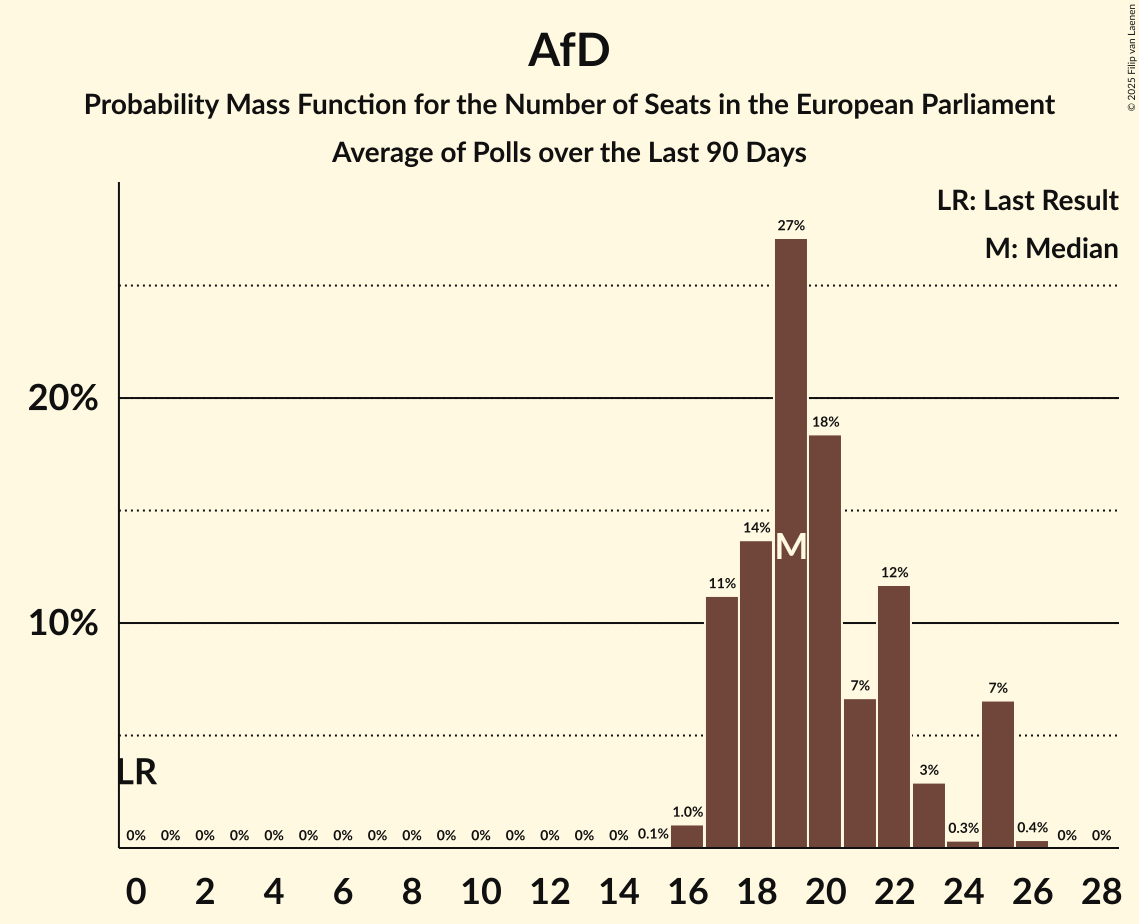 AfD
Probability Mass Function for the Number of Seats in the European Parliament
Average of Polls over the Last 90 Days
© 2025 Filip van Laenen
LR: Last Result
M: Median
20%
10%
LR
M
0% 0% 0% 0% 0% 0% 0% 0% 0% 0% 0% 0% 0% 0% 0% 0.1% 1.0% 11% 14% 27% 18% 7% 12% 3% 0.3% 7% 0.4% 0% 0%
0 2 4 6 8 10 12 14 16 18 20 22 24 26 28